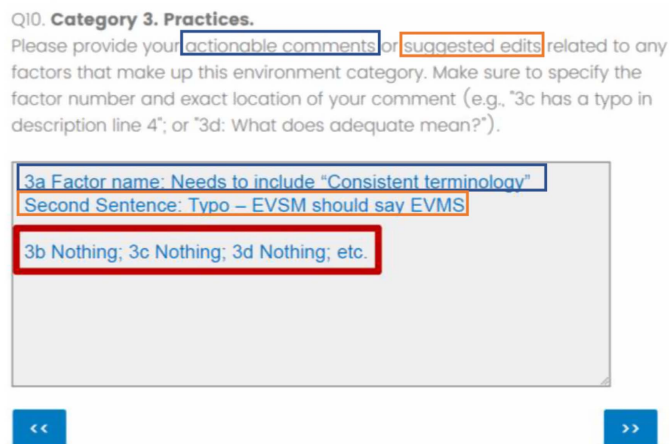 Q10. Category 3. Practices.
Please provide your actionable comments or suggested edits related to any
factors that make up this environment category. Make sure to specify the
factor number and exact location of your comment (e.g., "3c has a typo in
description line 4"; or "3d: What does adequate mean?").
3a Factor name: Needs to include “Consistent terminology”
Second Sentence: Typo – EVSM should say EVMS
3b Nothing; 3c Nothing; 3d Nothing; etc.
<< >>